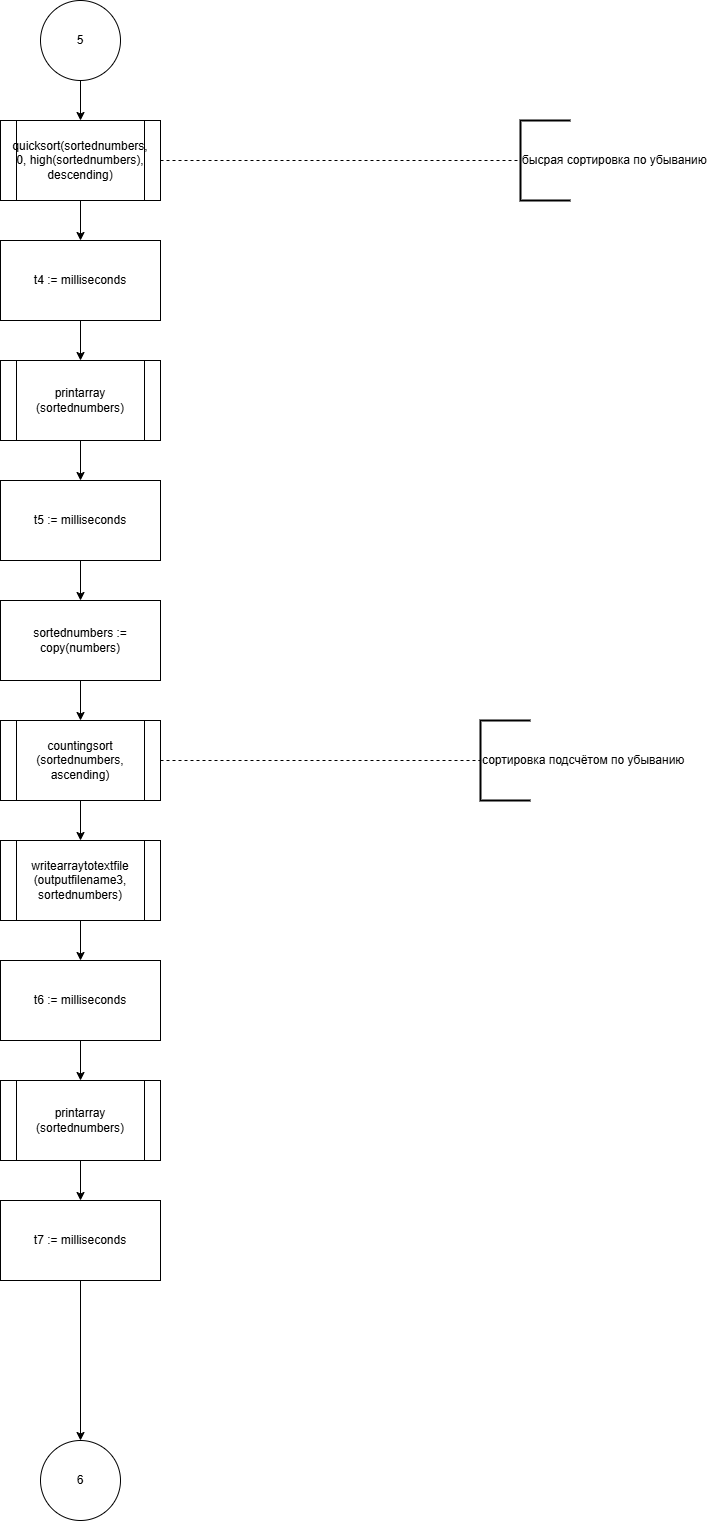 5
quicksort(sortednumbers,
0, high(sortednumbers),
descending)
бысрая сортировка по убыванию
t4 := milliseconds
printarray
(sortednumbers)
t5 := milliseconds
sortednumbers :=
copy(numbers)
countingsort
(sortednumbers,
ascending)
сортировка подсчётом по убыванию
writearraytotextfile
(outputfilename3,
sortednumbers)
t6 := milliseconds
printarray
(sortednumbers)
t7 := milliseconds
6